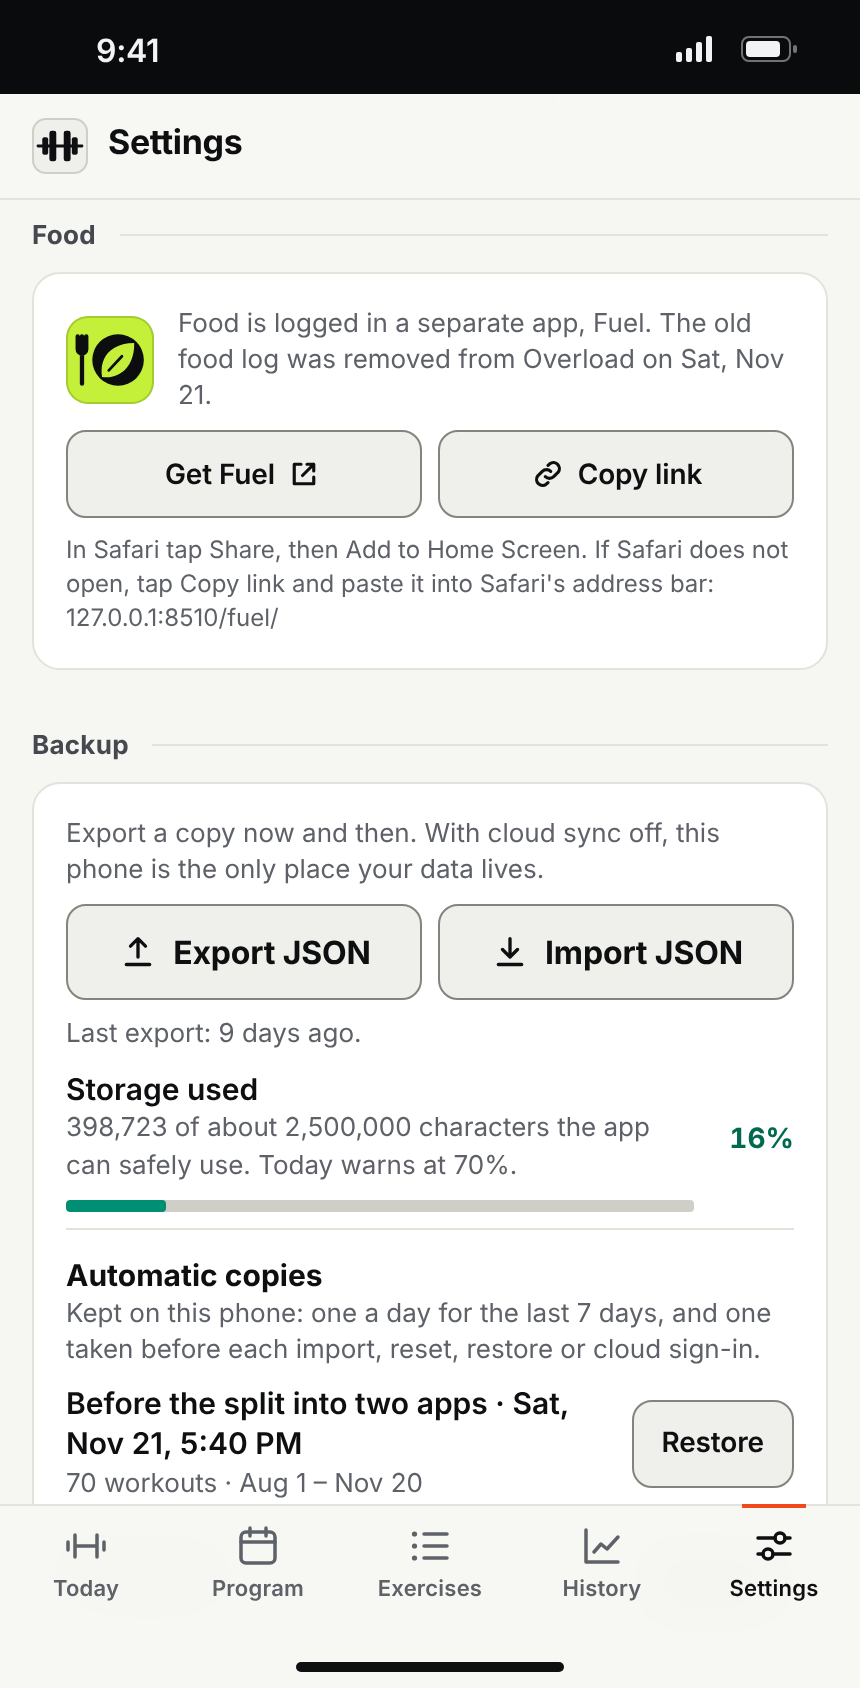 9:41
Settings
Food
Food is logged in a separate app, Fuel. The old
food log was removed from Overload on Sat, Nov
21.
Get Fuel
Copy link
In Safari tap Share, then Add to Home Screen. If Safari does not
open, tap Copy link and paste it into Safari's address bar:
127.0.0.1:8510/fuel/
Backup
Export a copy now and then. With cloud sync off, this
phone is the only place your data lives.
Export JSON
Import JSON
Last export: 9 days ago.
Storage used
398,723 of about 2,500,000 characters the app
can safely use. Today warns at 70%.
16%
Automatic copies
Kept on this phone: one a day for the last 7 days, and one
taken before each import, reset, restore or cloud sign-in.
Before the split into two apps · Sat,
Nov 21, 5:40 PM
70 workouts · Aug 1 – Nov 20
Restore
Today
Program
Exercises
History
Settings